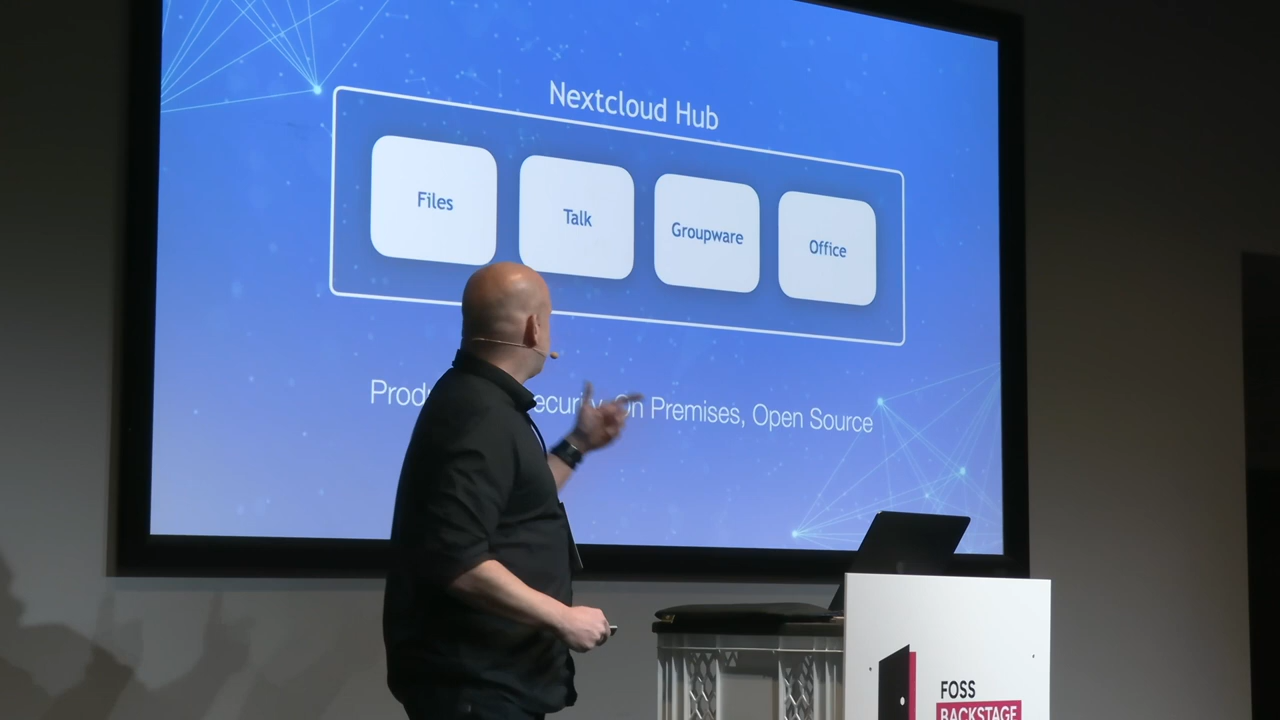 Nextcloud Hub
Files
Talk
Groupware
Office
On Premises, Open Source
FOSS
BACKSTAGE